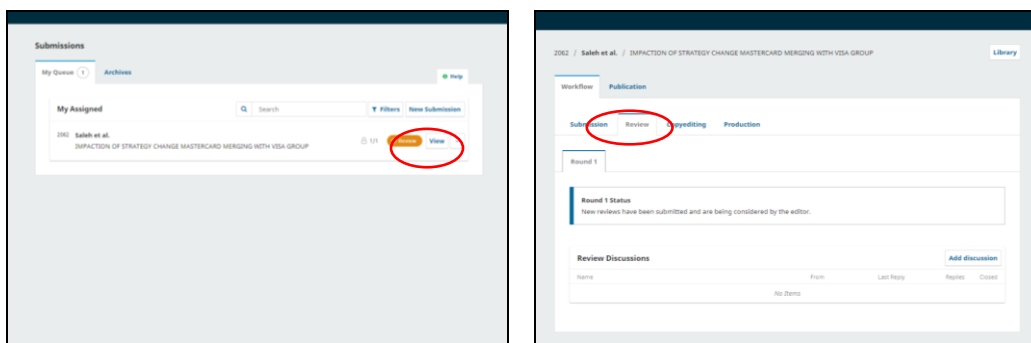 Submissions
My Queue 1 Archives
Help
My Assigned Search Filters New Submission
2062 Saleh et al.
IMPACTION OF STRATEGY CHANGE MASTERCARD MERGING WITH VISA GROUP
1/1 Review View
2062 / Saleh et al. / IMPACTION OF STRATEGY CHANGE MASTERCARD MERGING WITH VISA GROUP
Library
Workflow Publication
Submission Review Copyediting Production
Round 1
Round 1 Status
New reviews have been submitted and are being considered by the editor.
Review Discussions Add discussion
Name From Last Reply Replies Closed
No Items